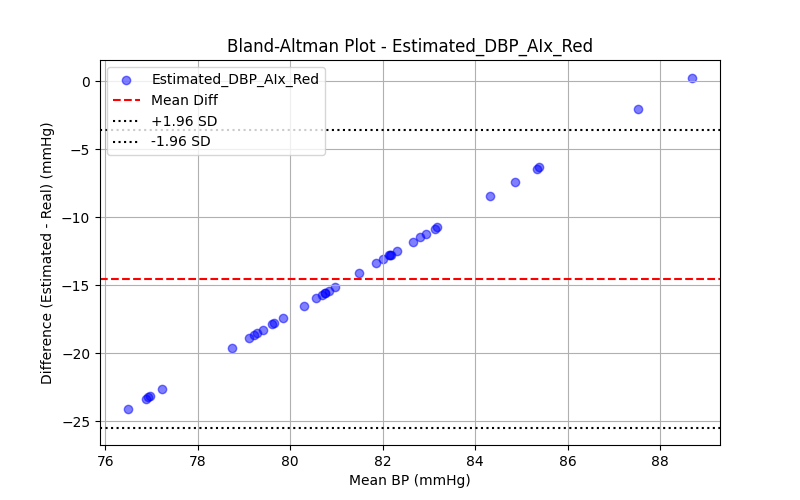 Bland-Altman Plot - Estimated_DBP_AIx_Red
Estimated_DBP_AIx_Red
Mean Diff
+1.96 SD
-1.96 SD
Difference (Estimated - Real) (mmHg)
0
−5
−10
−15
−20
−25
76 78 80 82 84 86 88
Mean BP (mmHg)